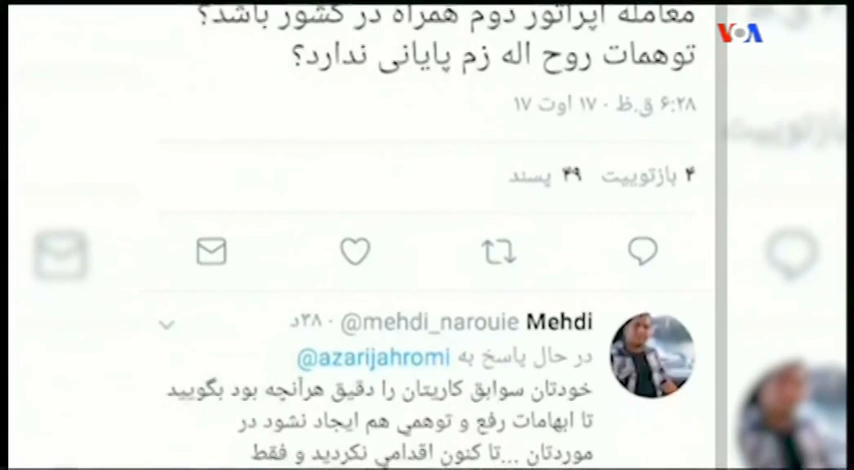 معامله اپراتور دوم همراه در کشور باشد؟
VOA
توهمات روح اله زم پایانی ندارد؟
۶:۲۸ ق.ظ · ۱۷ اوت ۱۷
۴ بازتوییت ۴۹ پسند
Mehdi @mehdi_narouie · ۳۸د
در حال پاسخ به @azarijahromi
خودتان سوابق کاریتان را دقیق هرآنچه بود بگویید
تا ابهامات رفع و توهمی هم ایجاد نشود در
موردتان ...تا کنون اقدامی نکردید و فقط